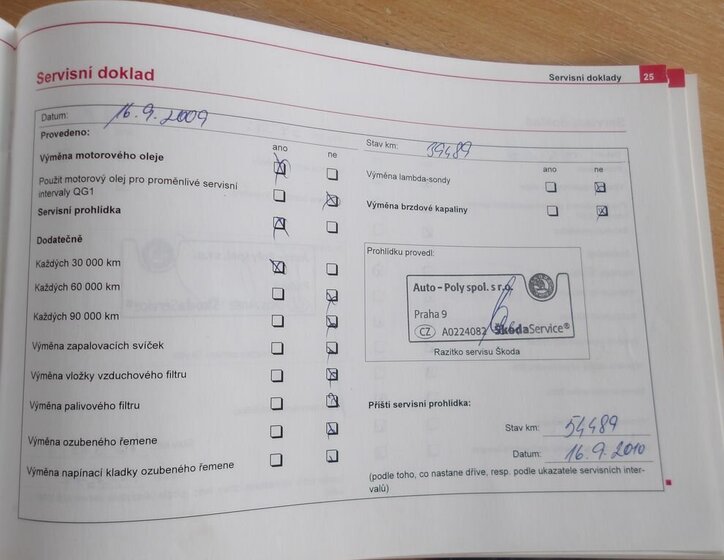 Servisní doklady 25
Servisní doklad
Datum: 16.9.2009
Provedeno:
ano ne
Výměna motorového oleje
Použit motorový olej pro proměnlivé servisní
intervaly QG1
Servisní prohlídka
Dodatečně
Každých 30 000 km
Každých 60 000 km
Každých 90 000 km
Výměna zapalovacích svíček
Výměna vložky vzduchového filtru
Výměna palivového filtru
Výměna ozubeného řemene
Výměna napínací kladky ozubeného řemene
Stav km: 39489
ano ne
Výměna lambda-sondy
Výměna brzdové kapaliny
Prohlídku provedl:
Auto - Poly spol. s r.o.
Praha 9
CZ A0224082 ŠkodaService®
Razítko servisu Škoda
Příští servisní prohlídka:
Stav km: 54489
Datum: 16.9.2010
(podle toho, co nastane dříve, resp. podle ukazatele servisních inter-
valů)